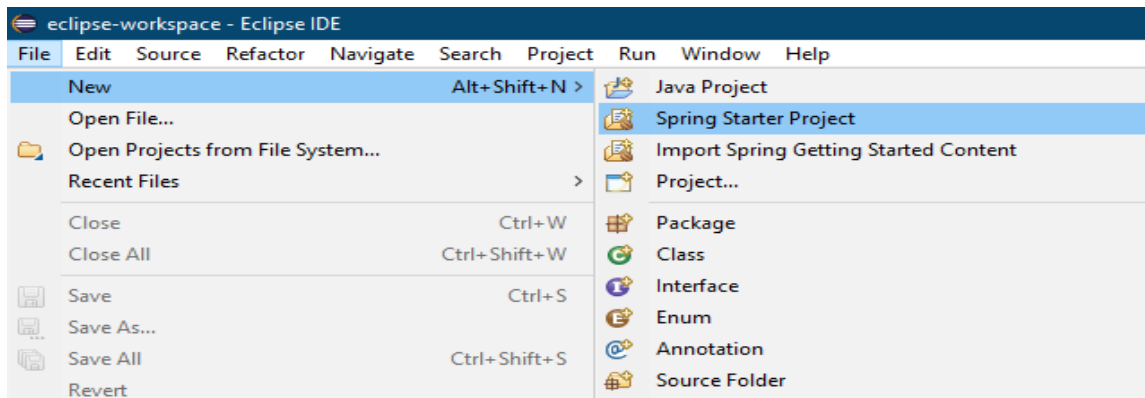 eclipse-workspace - Eclipse IDE
File Edit Source Refactor Navigate Search Project Run Window Help
New Alt+Shift+N >
Open File...
Open Projects from File System...
Recent Files >
Close Ctrl+W
Close All Ctrl+Shift+W
Save Ctrl+S
Save As...
Save All Ctrl+Shift+S
Revert
Java Project
Spring Starter Project
Import Spring Getting Started Content
Project...
Package
Class
Interface
Enum
Annotation
Source Folder